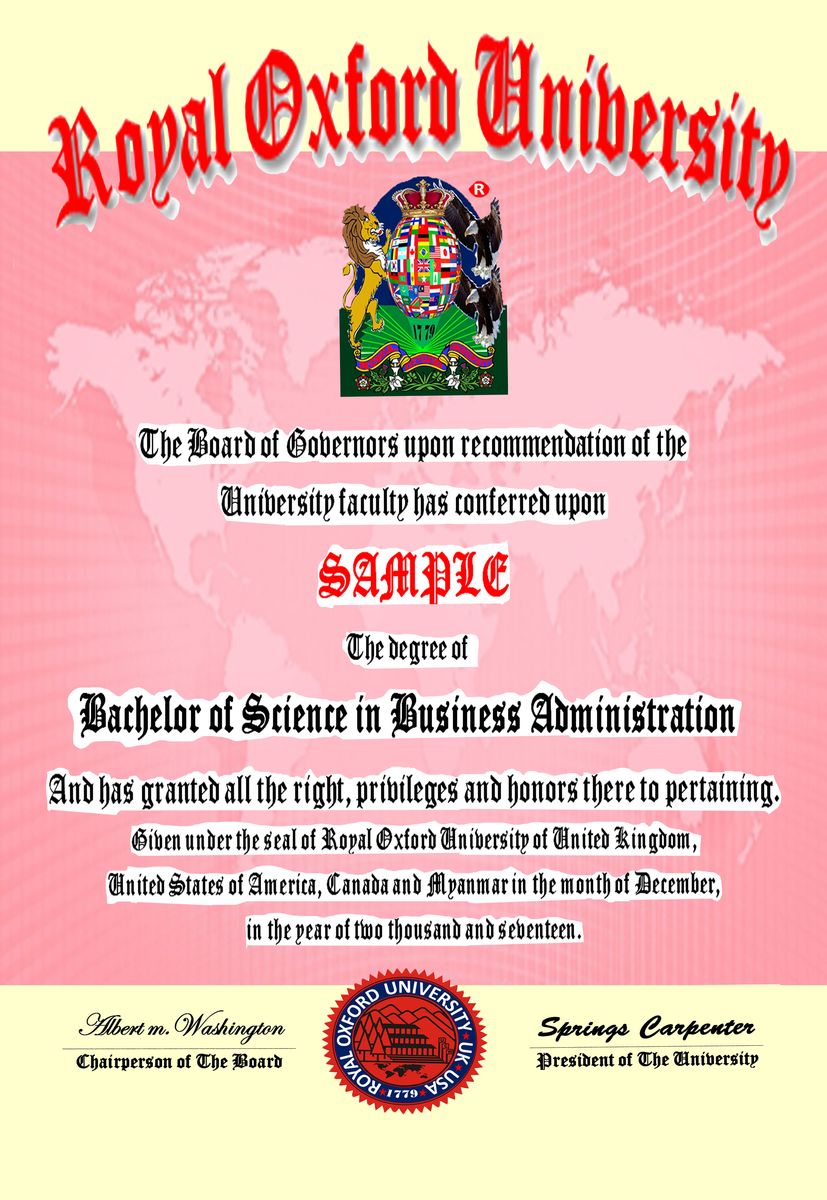 Royal Oxford University
®
1779
The Board of Governors upon recommendation of the
University faculty has conferred upon
SAMPLE
The degree of
Bachelor of Science in Business Administration
And has granted all the right, privileges and honors there to pertaining.
Given under the seal of Royal Oxford University of United Kingdom,
United States of America, Canada and Myanmar in the month of December,
in the year of two thousand and seventeen.
Albert m. Washington
Chairperson of The Board
ROYAL OXFORD UNIVERSITY ★ UK ★ USA ★
★ 1779 ★
Springs Carpenter
President of The University